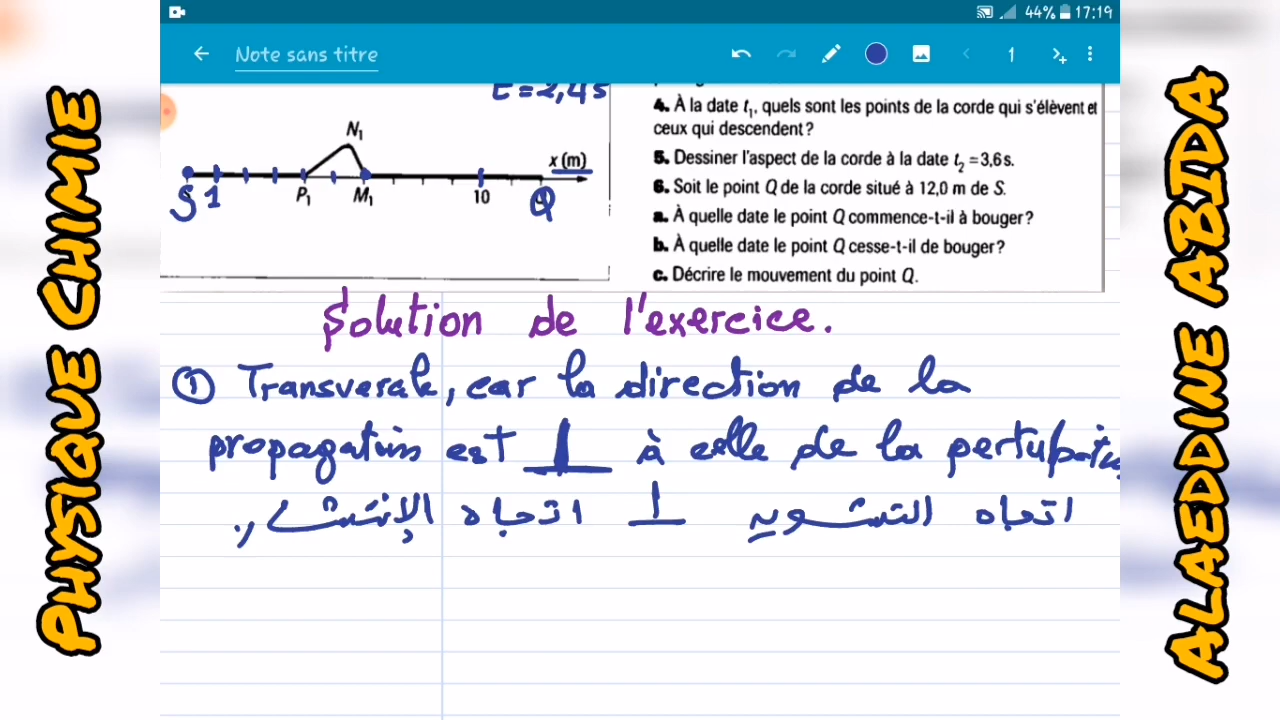 44% 17:19
Note sans titre
1
4. À la date t₁, quels sont les points de la corde qui s'élèvent et
ceux qui descendent?
5. Dessiner l'aspect de la corde à la date t₂ =3,6s.
6. Soit le point Q de la corde situé à 12,0 m de S.
a. À quelle date le point Q commence-t-il à bouger?
b. À quelle date le point Q cesse-t-il de bouger?
c. Décrire le mouvement du point Q.
N₁
x (m)
S 1 P₁ M₁ 10 Q
Solution de l'exercice.
① Transversale, car la direction de la
propagation est ⊥ à celle de la
اتجاه التشويه ⊥ اتجاه الإنتشار
PHYSIQUE CHIMIE
ALAEDDINE ABIDA